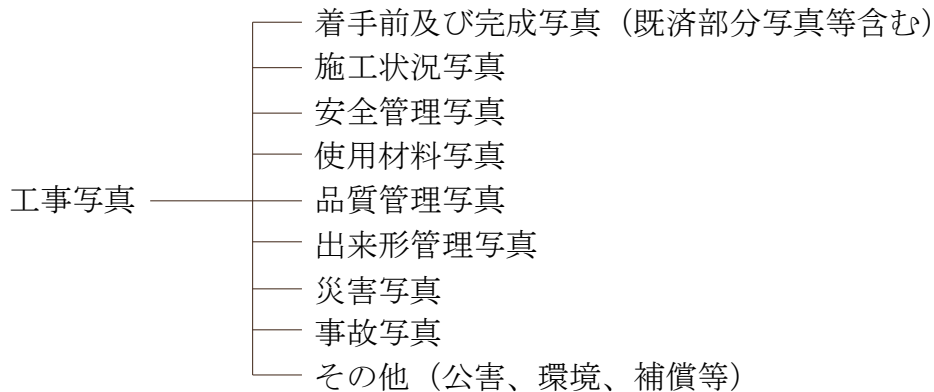 着手前及び完成写真（既済部分写真等含む）
施工状況写真
安全管理写真
使用材料写真
工事写真
品質管理写真
出来形管理写真
災害写真
事故写真
その他（公害、環境、補償等）